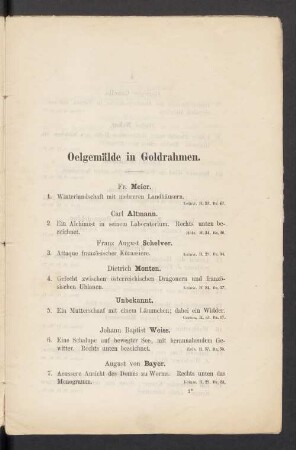 Oelgemälde in Goldrahmen.
Fr. Meier.
1. Winterlandschaft mit mehreren Landhäusern.
Carl Altmann.
2. Ein Alchimist in seinem Laboratorium. Rechts unten be-
zeichnet.
Franz August Schelver.
3. Attaque französischer Kürassiere.
Dietrich Monten.
4. Gefecht zwischen österreichischen Dragonern und franzö-
sischen Uhlanen.
Unbekannt.
5. Ein Mutterschaf mit einem Lämmchen; dabei ein Widder.
Johann Baptist Weier.
6. Eine Schaluppe auf bewegter See, mit herannahendem Ge-
witter. Rechts unten bezeichnet.
August von Bayer.
7. Aeussere Ansicht des Domes zu Worms. Rechts unten das
Monogramm.
1*